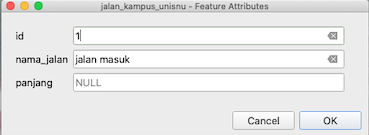 jalan_kampus_unisnu - Feature Attributes
id 1
nama_jalan jalan masuk
panjang NULL
Cancel OK